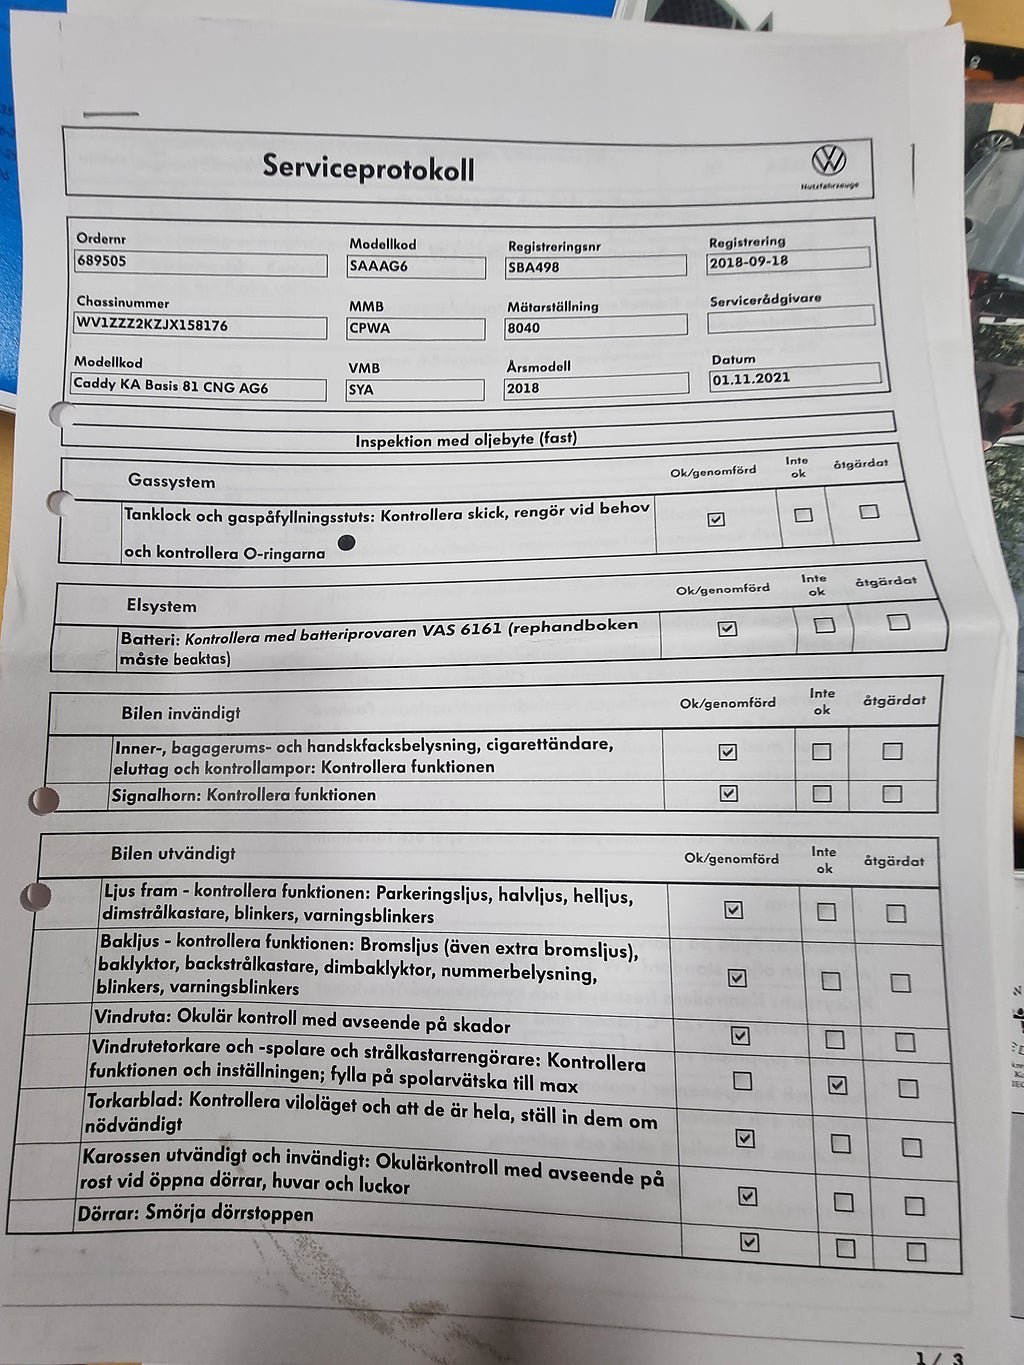 Serviceprotokoll
Nutzfahrzeuge
Ordernr
689505
Modellkod
SAAAG6
Registreringsnr
SBA498
Registrering
2018-09-18
Chassinummer
WV1ZZZ2KZJX158176
MMB
CPWA
Mätarställning
8040
Servicerådgivare
Modellkod
Caddy KA Basis 81 CNG AG6
VMB
SYA
Årsmodell
2018
Datum
01.11.2021
Inspektion med oljebyte (fast)
Gassystem
Ok/genomförd
Inte
ok
åtgärdat
Tanklock och gaspåfyllningsstuts: Kontrollera skick, rengör vid behov
och kontrollera O-ringarna
Elsystem
Ok/genomförd
Inte
ok
åtgärdat
Batteri: Kontrollera med batteriprovaren VAS 6161 (rephandboken
måste beaktas)
Bilen invändigt
Ok/genomförd
Inte
ok
åtgärdat
Inner-, bagagerums- och handskfacksbelysning, cigarettändare,
eluttag och kontrollampor: Kontrollera funktionen
Signalhorn: Kontrollera funktionen
Bilen utvändigt
Ok/genomförd
Inte
ok
åtgärdat
Ljus fram - kontrollera funktionen: Parkeringsljus, halvljus, helljus,
dimstrålkastare, blinkers, varningsblinkers
Bakljus - kontrollera funktionen: Bromsljus (även extra bromsljus),
baklyktor, backstrålkastare, dimbaklyktor, nummerbelysning,
blinkers, varningsblinkers
Vindruta: Okulär kontroll med avseende på skador
Vindrutetorkare och -spolare och strålkastarrengörare: Kontrollera
funktionen och inställningen; fylla på spolarvätska till max
Torkarblad: Kontrollera viloläget och att de är hela, ställ in dem om
nödvändigt
Karossen utvändigt och invändigt: Okulärkontroll med avseende på
rost vid öppna dörrar, huvar och luckor
Dörrar: Smörja dörrstoppen
1 / 3